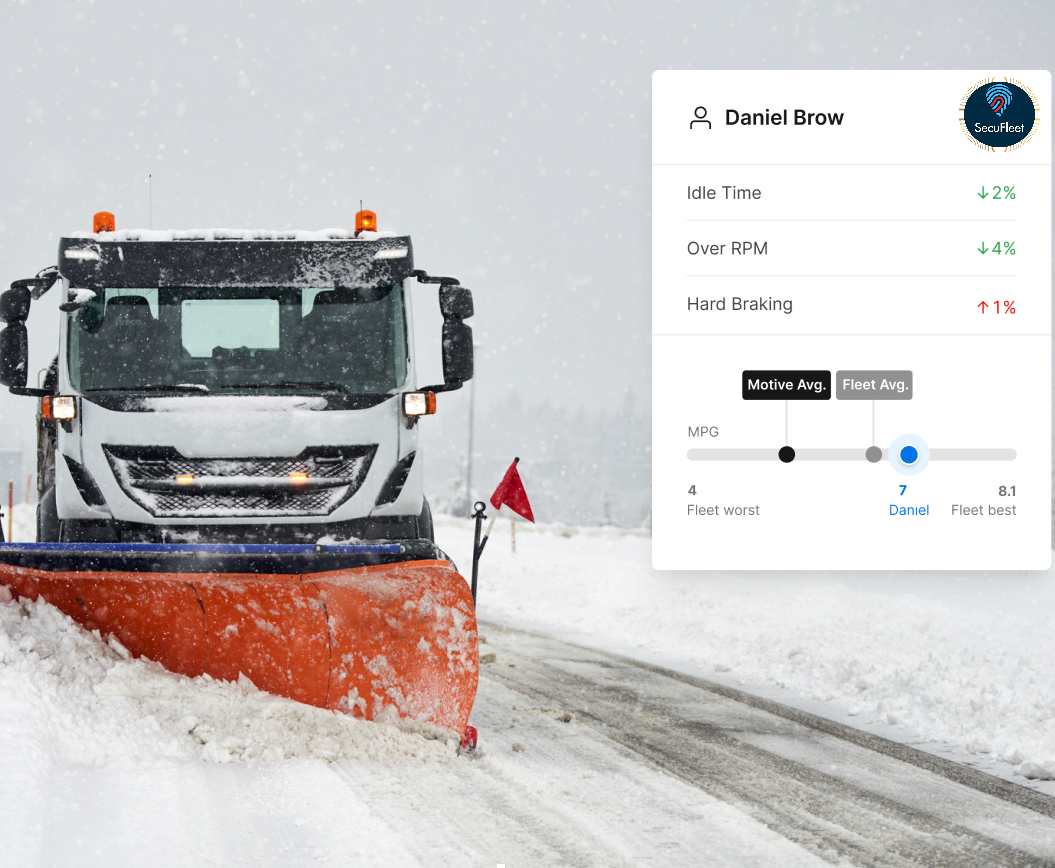 Daniel Brow
SecuFleet
Idle Time
↓2%
Over RPM
↓4%
Hard Braking
↑1%
Motive Avg.
Fleet Avg.
MPG
4
7
8.1
Fleet worst
Daniel
Fleet best